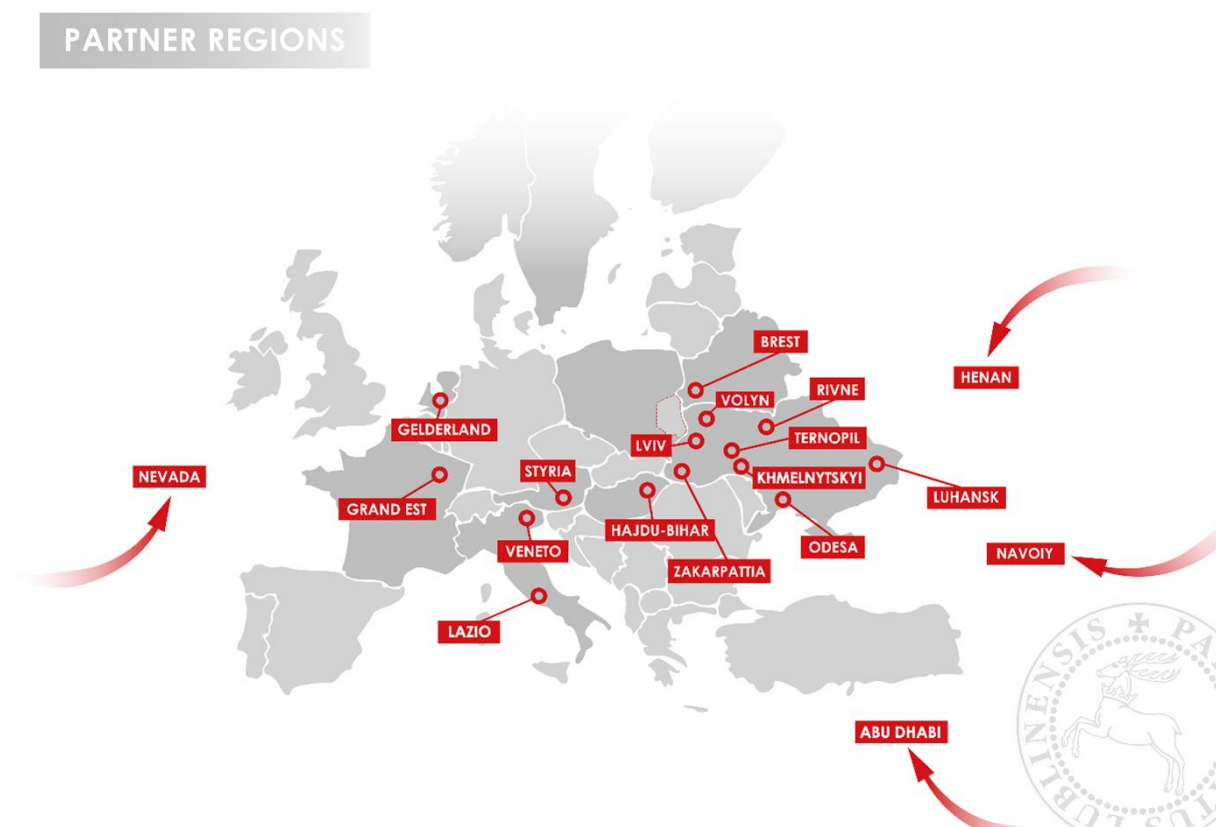 PARTNER REGIONS
BREST
HENAN
RIVNE
VOLYN
GELDERLAND
TERNOPIL
LVIV
STYRIA
NEVADA
KHMELNYTSKYI
LUHANSK
GRAND EST
HAJDU-BIHAR
ODESA
VENETO
NAVOIY
ZAKARPATTIA
LAZIO
ABU DHABI